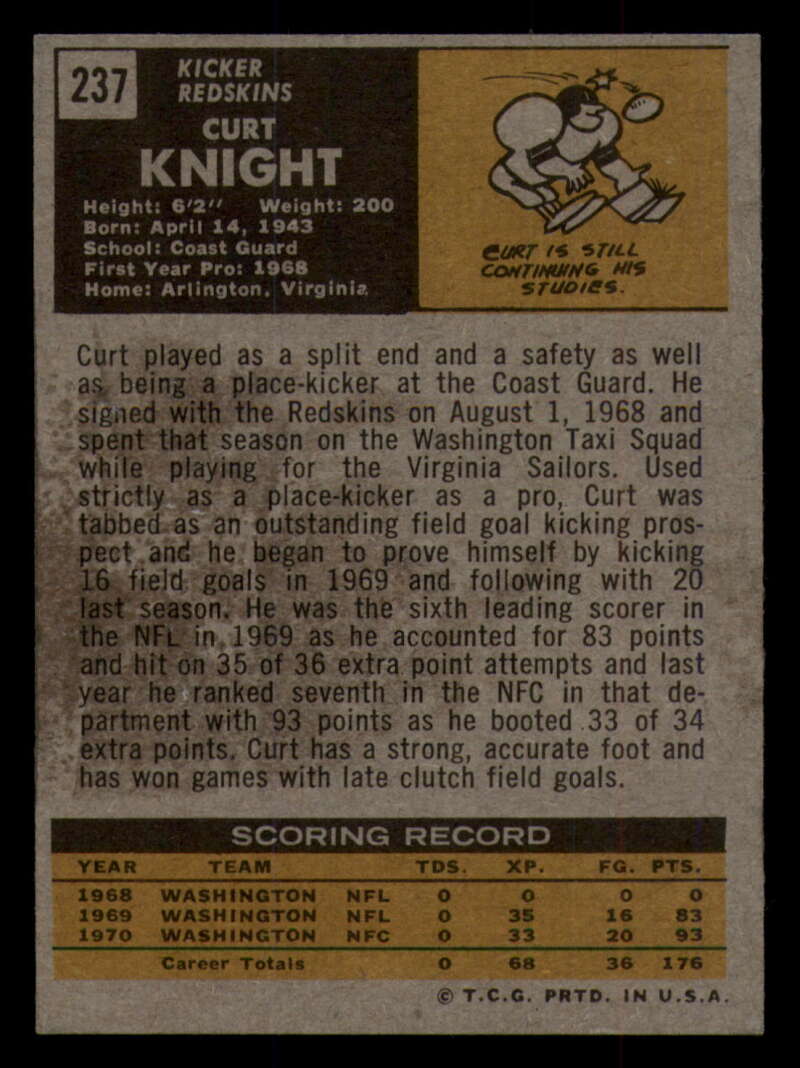 237
KICKER
REDSKINS
CURT
KNIGHT
Height: 6'2" Weight: 200
Born: April 14, 1943
School: Coast Guard
First Year Pro: 1968
Home: Arlington, Virginia
CURT IS STILL
CONTINUING HIS
STUDIES.
Curt played as a split end and a safety as well
as being a place-kicker at the Coast Guard. He
signed with the Redskins on August 1, 1968 and
spent that season on the Washington Taxi Squad
while playing for the Virginia Sailors. Used
strictly as a place-kicker as a pro, Curt was
tabbed as an outstanding field goal kicking pros-
pect and he began to prove himself by kicking
16 field goals in 1969 and following with 20
last season. He was the sixth leading scorer in
the NFL in 1969 as he accounted for 83 points
and hit on 35 of 36 extra point attempts and last
year he ranked seventh in the NFC in that de-
partment with 93 points as he booted 33 of 34
extra points. Curt has a strong, accurate foot and
has won games with late clutch field goals.
SCORING RECORD
YEAR TEAM TDS. XP. FG. PTS.
1968 WASHINGTON NFL 0 0 0 0
1969 WASHINGTON NFL 0 35 16 83
1970 WASHINGTON NFC 0 33 20 93
Career Totals 0 68 36 176
© T.C.G. PRTD. IN U.S.A.